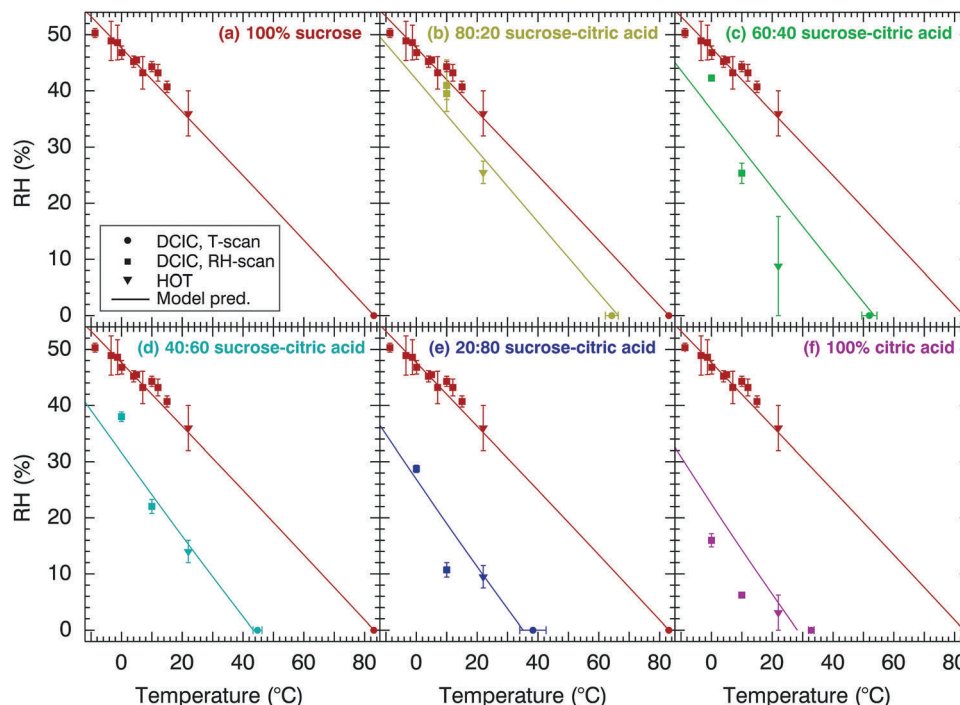 (a) 100% sucrose
(b) 80:20 sucrose-citric acid
(c) 60:40 sucrose-citric acid
50
40
30
20
10
0
RH (%)
DCIC, T-scan
DCIC, RH-scan
HOT
Model pred.
(d) 40:60 sucrose-citric acid
(e) 20:80 sucrose-citric acid
(f) 100% citric acid
50
40
30
20
10
0
RH (%)
0 20 40 60 80
0 20 40 60 80
0 20 40 60 80
Temperature (°C)
Temperature (°C)
Temperature (°C)